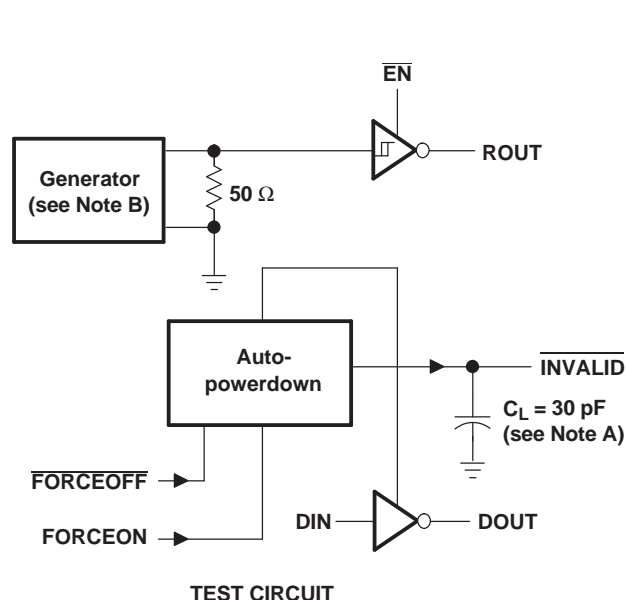 EN
Generator
(see Note B)
50 Ω
ROUT
Auto-
powerdown
INVALID
CL = 30 pF
(see Note A)
FORCEOFF
FORCEON
DIN
DOUT
TEST CIRCUIT